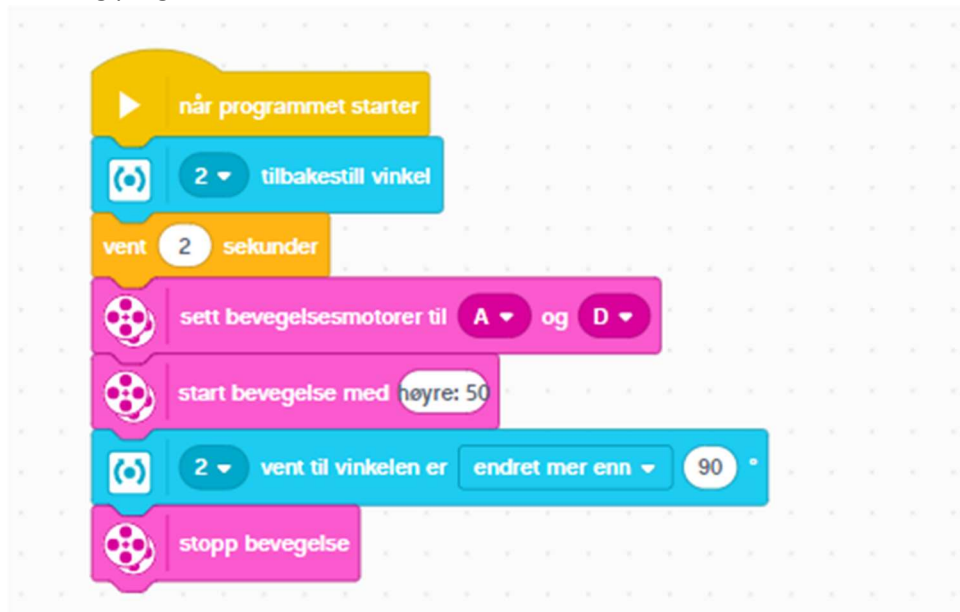 når programmet starter
2 tilbakestill vinkel
vent 2 sekunder
sett bevegelsesmotorer til A og D
start bevegelse med høyre: 50
2 vent til vinkelen er endret mer enn 90 °
stopp bevegelse